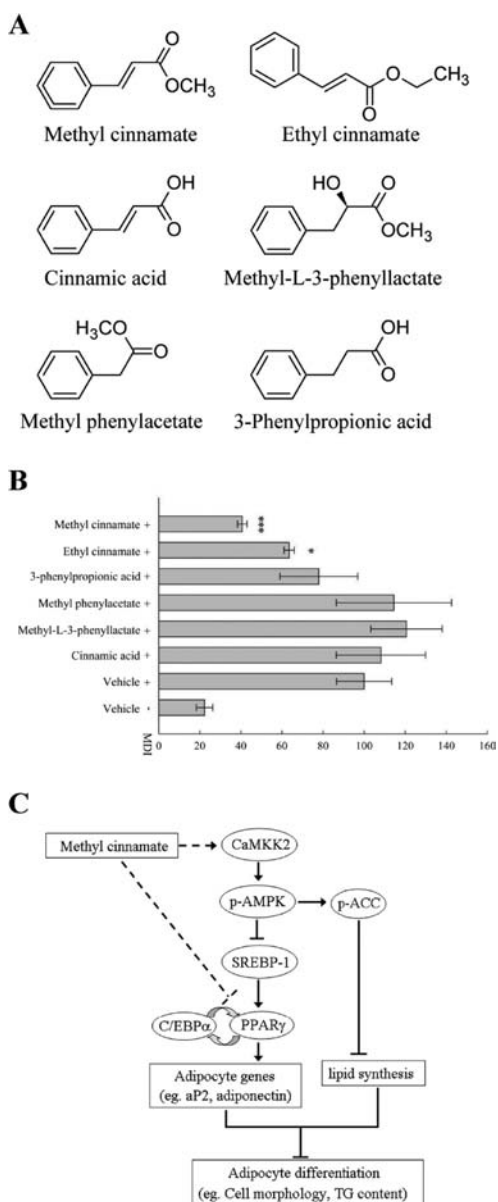 A
O
OCH3
Methyl cinnamate
O
O
CH3
Ethyl cinnamate
OH
O
Cinnamic acid
HO
O
OCH3
Methyl-L-3-phenyllactate
H3CO
O
Methyl phenylacetate
OH
O
3-Phenylpropionic acid
B
Methyl cinnamate +
***
Ethyl cinnamate +
*
3-phenylpropionic acid +
Methyl phenylacetate +
Methyl-L-3-phenyllactate +
Cinnamic acid +
Vehicle +
Vehicle -
MDI
0 20 40 60 80 100 120 140 160
C
Methyl cinnamate
CaMKK2
p-AMPK
p-ACC
SREBP-1
C/EBPα
PPARγ
Adipocyte genes
(eg. aP2, adiponectin)
lipid synthesis
Adipocyte differentiation
(eg. Cell morphology, TG content)